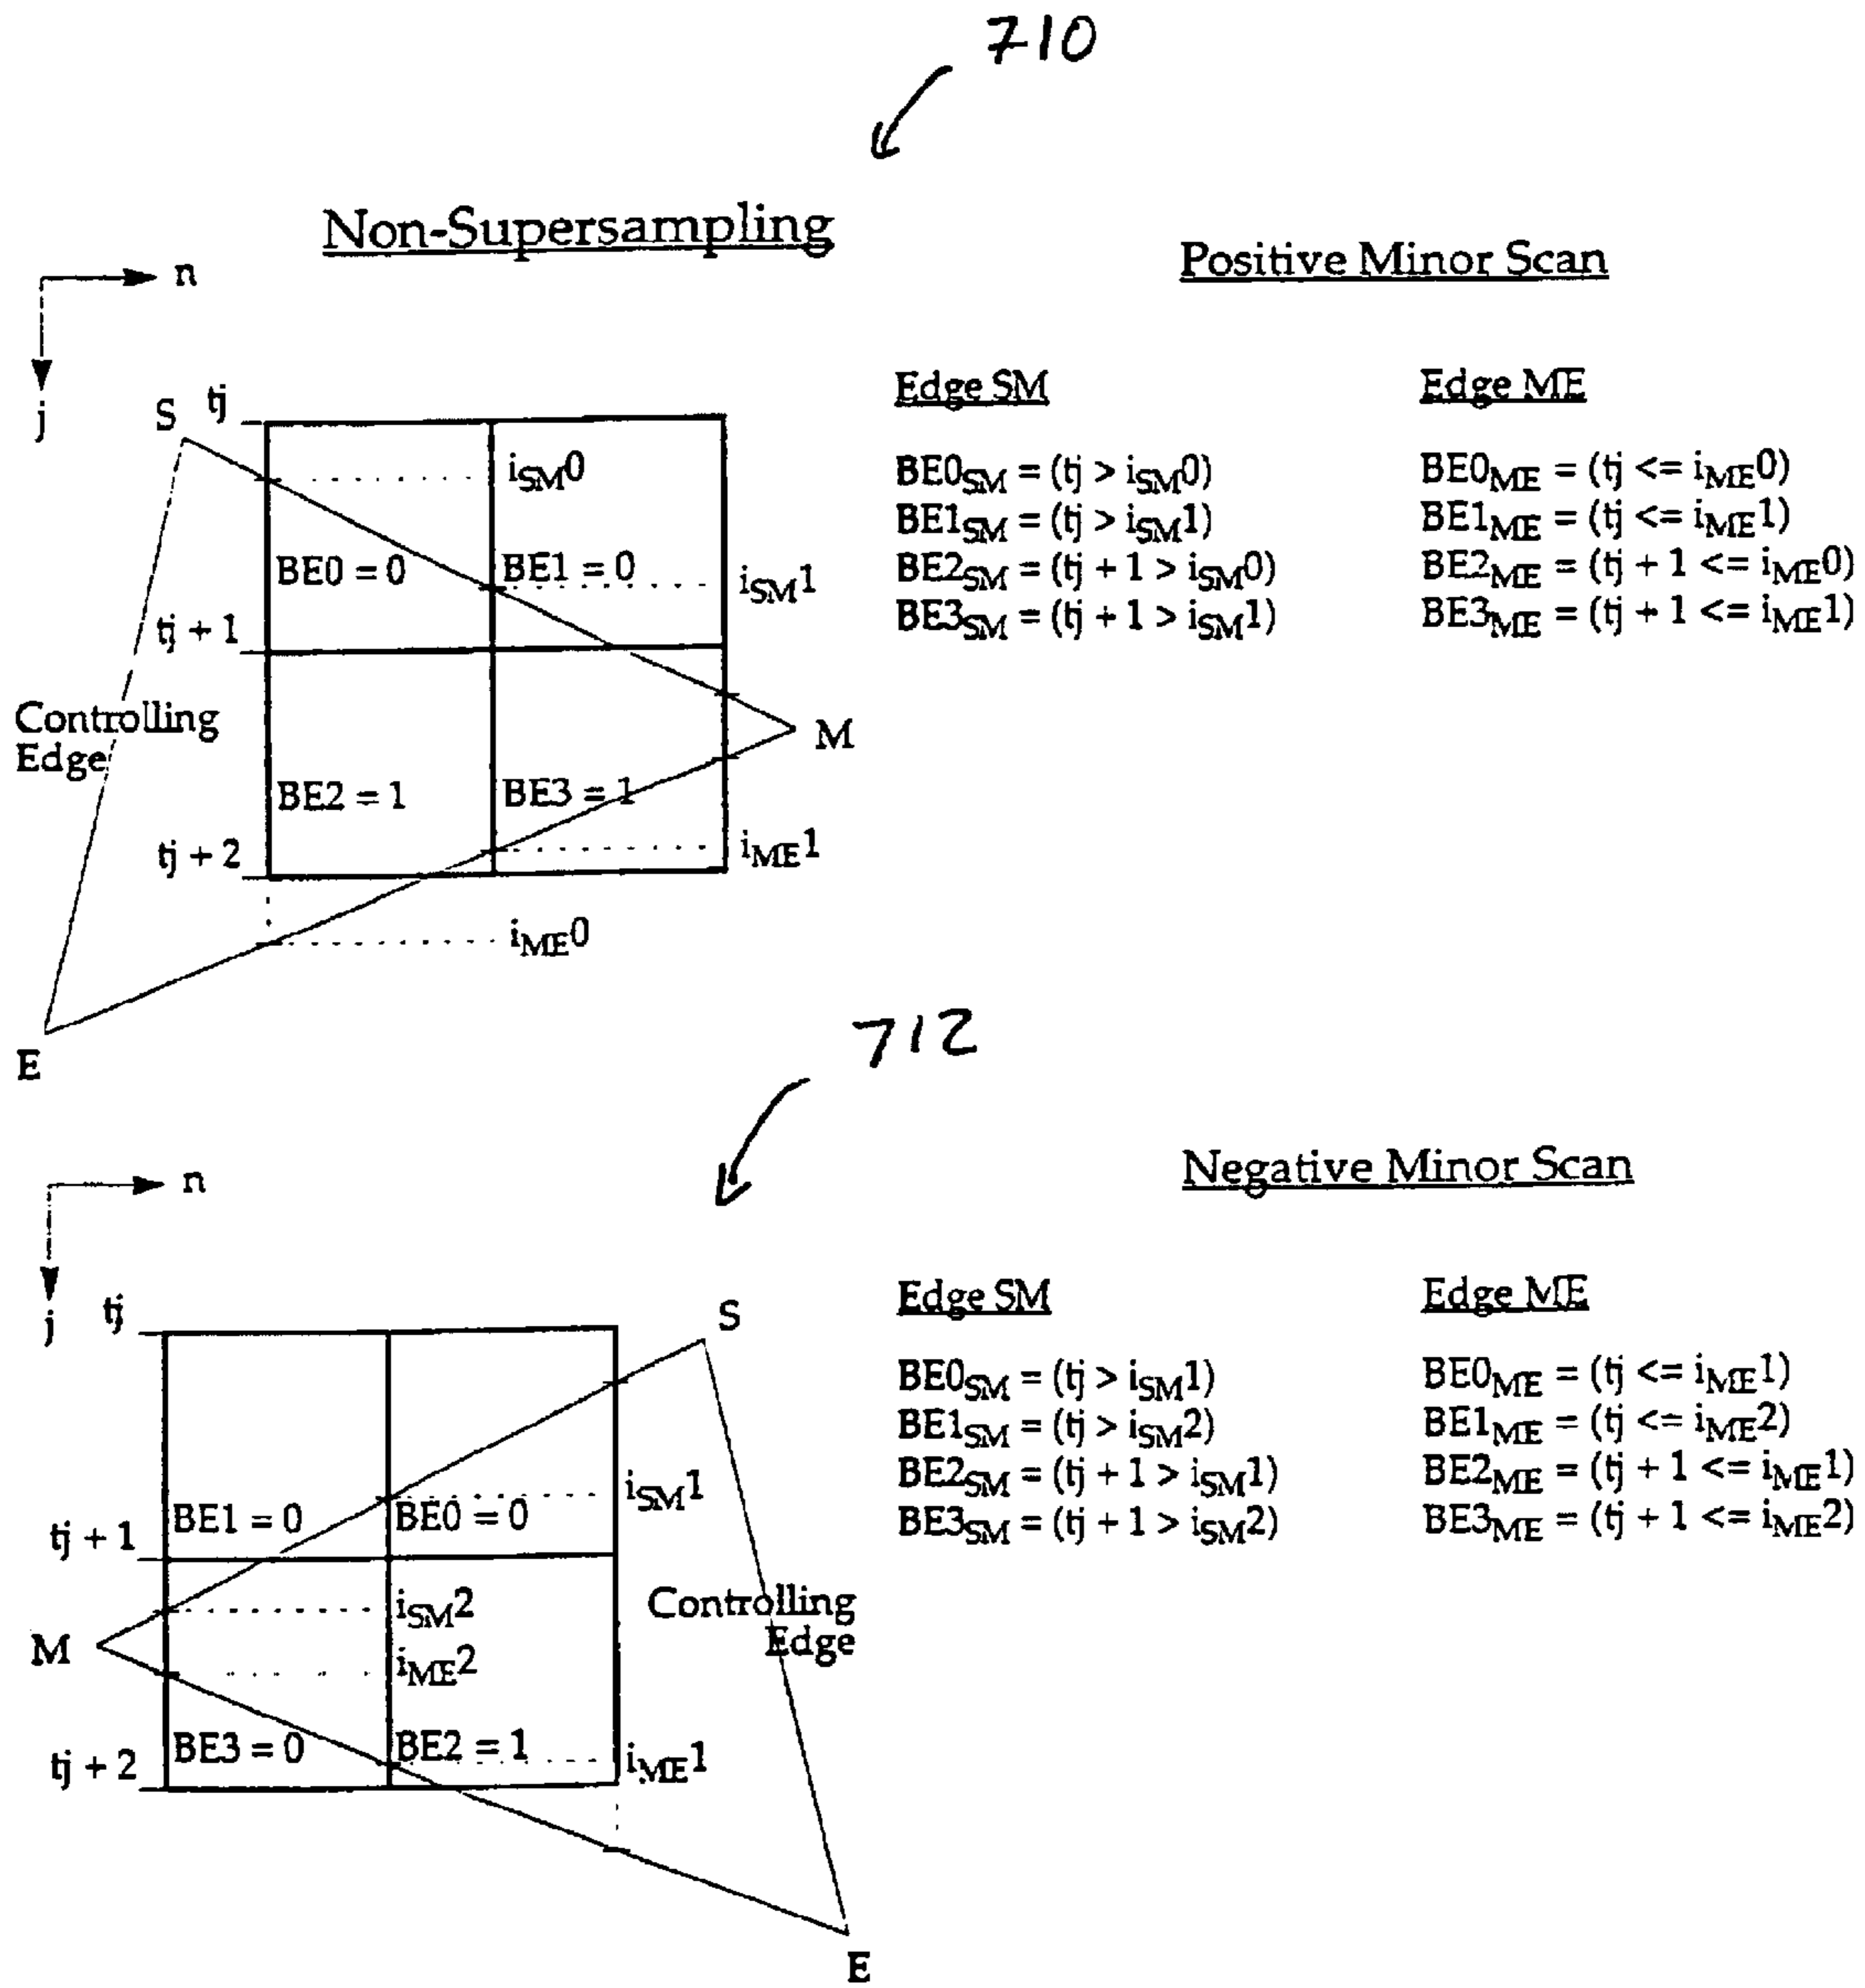 710
Non-Supersampling
Positive Minor Scan
n
j
S
tj
Edge SM
Edge ME
iSM0
BE0SM = (tj > iSM0)
BE0ME = (tj <= iME0)
BE1SM = (tj > iSM1)
BE1ME = (tj <= iME1)
BE0 = 0
BE1 = 0
iSM1
BE2SM = (tj + 1 > iSM0)
BE2ME = (tj + 1 <= iME0)
BE3SM = (tj + 1 > iSM1)
BE3ME = (tj + 1 <= iME1)
tj + 1
Controlling
Edge
M
BE2 = 1
BE3 = 1
tj + 2
iME1
iME0
E
712
Negative Minor Scan
n
j
tj
S
Edge SM
Edge ME
BE0SM = (tj > iSM1)
BE0ME = (tj <= iME1)
BE1SM = (tj > iSM2)
BE1ME = (tj <= iME2)
BE2SM = (tj + 1 > iSM1)
BE2ME = (tj + 1 <= iME1)
BE3SM = (tj + 1 > iSM2)
BE3ME = (tj + 1 <= iME2)
iSM1
BE1 = 0
BE0 = 0
tj + 1
iSM2
Controlling
Edge
M
iME2
BE3 = 0
BE2 = 1
iME1
tj + 2
E